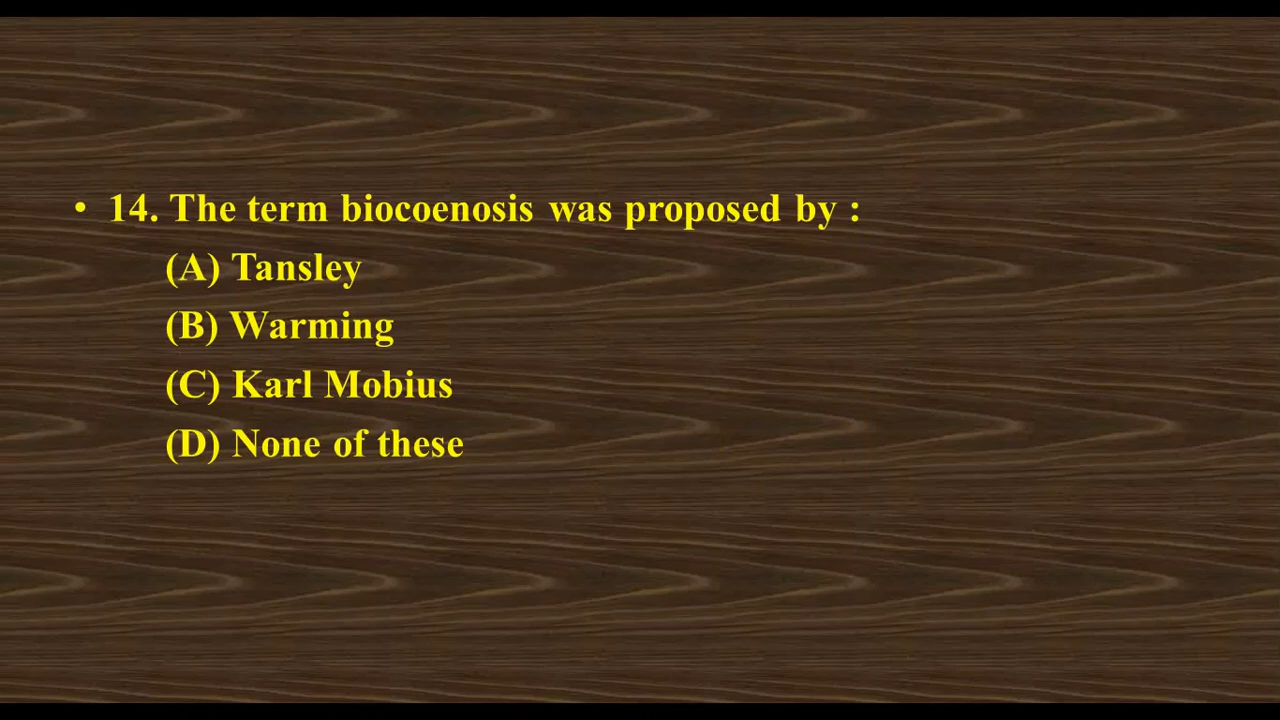 • 14. The term biocoenosis was proposed by :
(A) Tansley
(B) Warming
(C) Karl Mobius
(D) None of these